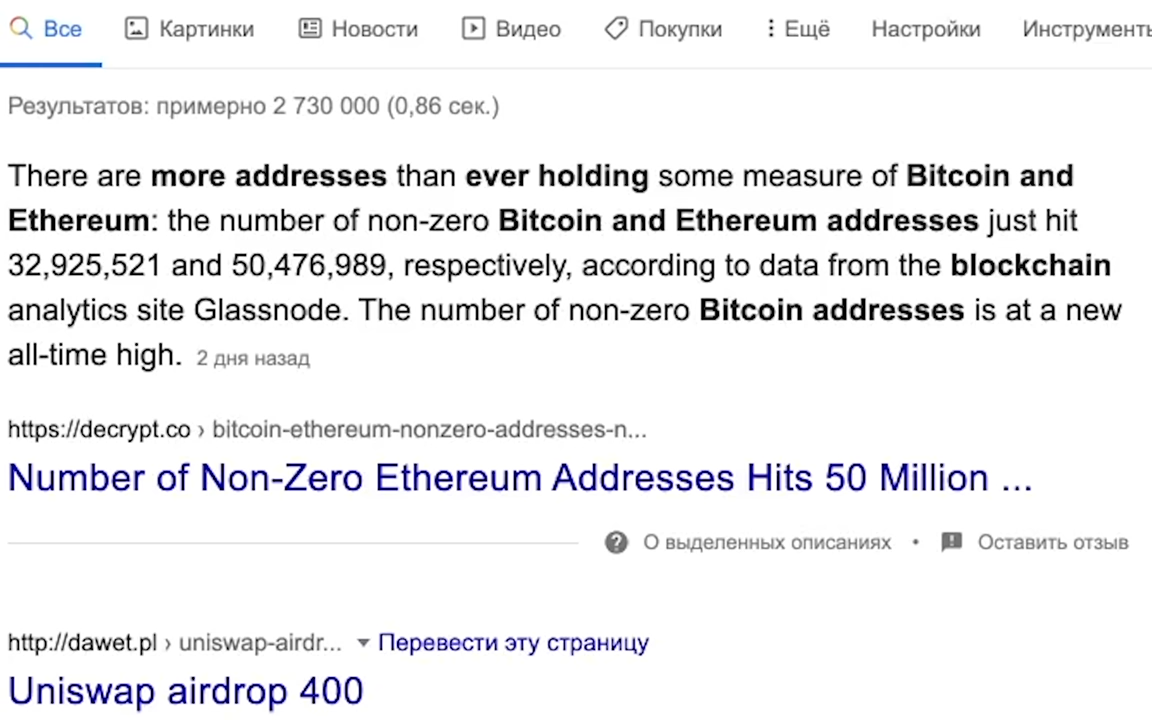 Все Картинки Новости Видео Покупки Ещё Настройки Инструменты
Результатов: примерно 2 730 000 (0,86 сек.)
There are more addresses than ever holding some measure of Bitcoin and
Ethereum: the number of non-zero Bitcoin and Ethereum addresses just hit
32,925,521 and 50,476,989, respectively, according to data from the blockchain
analytics site Glassnode. The number of non-zero Bitcoin addresses is at a new
all-time high. 2 дня назад
https://decrypt.co › bitcoin-ethereum-nonzero-addresses-n...
Number of Non-Zero Ethereum Addresses Hits 50 Million ...
О выделенных описаниях • Оставить отзыв
http://dawet.pl › uniswap-airdr... Перевести эту страницу
Uniswap airdrop 400